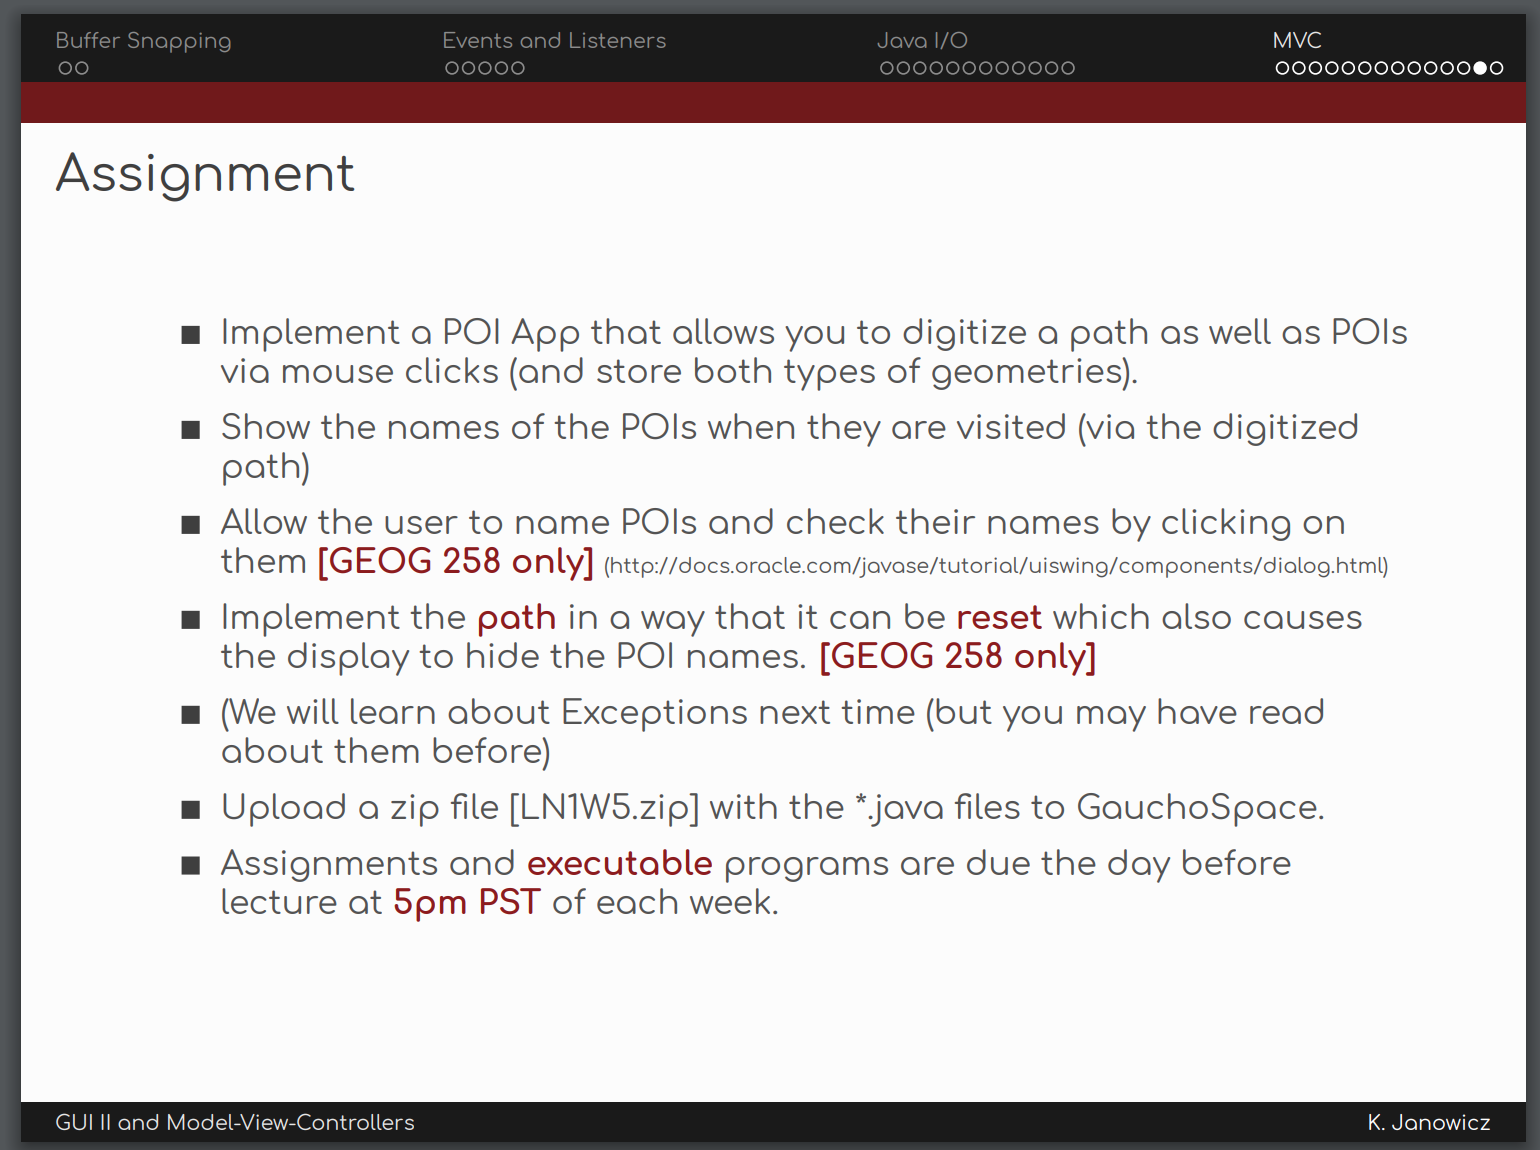 Buffer Snapping
Events and Listeners
Java I/O
MVC
Assignment
Implement a POI App that allows you to digitize a path as well as POIs
via mouse clicks (and store both types of geometries).
Show the names of the POIs when they are visited (via the digitized
path)
Allow the user to name POIs and check their names by clicking on
them [GEOG 258 only] (http://docs.oracle.com/javase/tutorial/uiswing/components/dialog.html)
Implement the path in a way that it can be reset which also causes
the display to hide the POI names. [GEOG 258 only]
(We will learn about Exceptions next time (but you may have read
about them before)
Upload a zip file [LN1W5.zip] with the *.java files to GauchoSpace.
Assignments and executable programs are due the day before
lecture at 5pm PST of each week.
GUI II and Model-View-Controllers
K. Janowicz